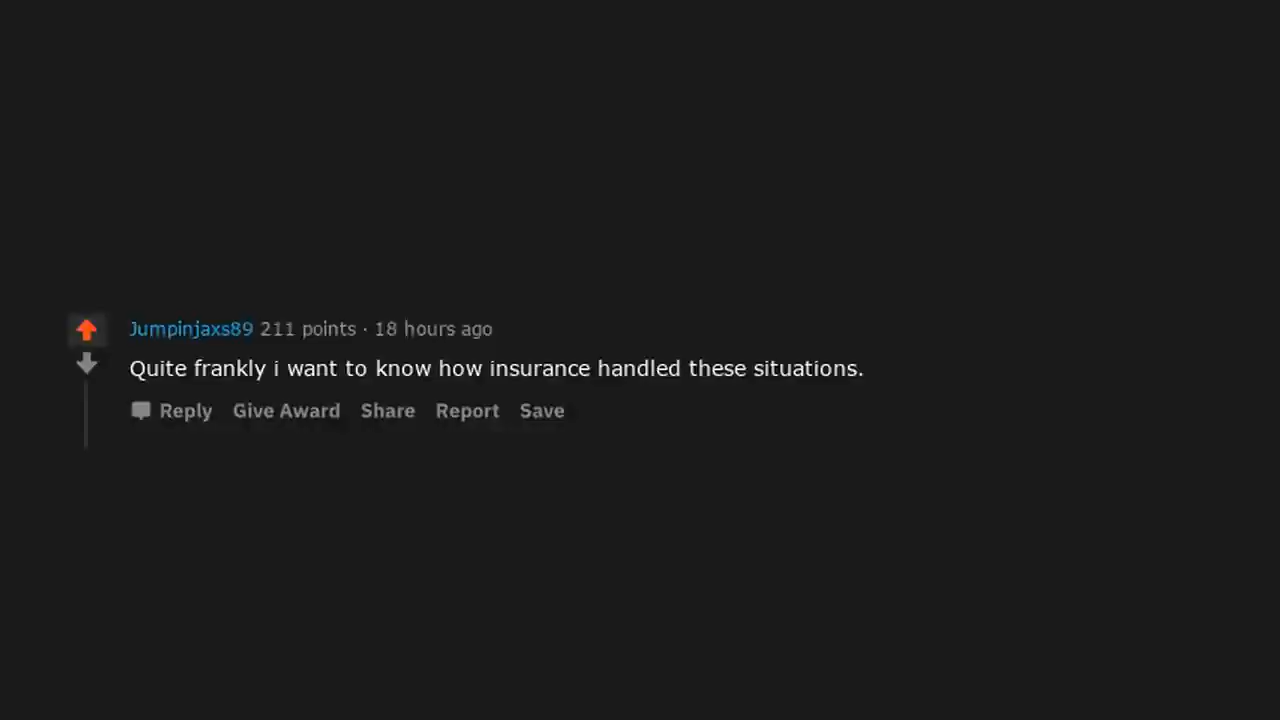 Jumpinjaxs89 211 points · 18 hours ago
Quite frankly i want to know how insurance handled these situations.
Reply Give Award Share Report Save